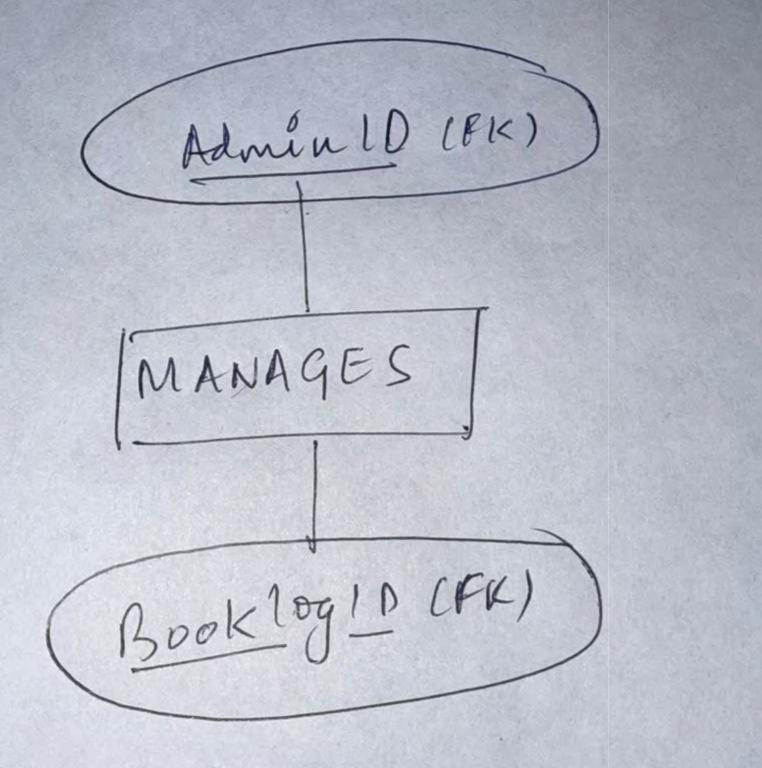 AdminID (FK)
MANAGES
BooklogID (FK)